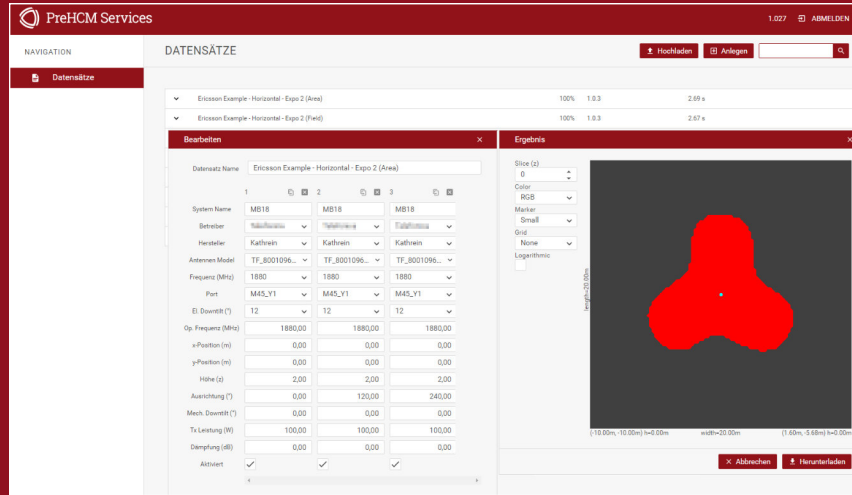 PreHCM Services
1.027 ABMELDEN
NAVIGATION
Datensätze
DATENSÄTZE
Hochladen Anlegen
Ericsson Example - Horizontal - Expo 2 (Area) 100% 1.0.3 2.69 s
Ericsson Example - Horizontal - Expo 2 (Field) 100% 1.0.3 2.67 s
Bearbeiten ×
Datensatz Name Ericsson Example - Horizontal - Expo 2 (Area)
1 2 3
System Name MB18 MB18 MB18
Betreiber
Hersteller Kathrein Kathrein Kathrein
Antennen Model TF_8001096... TF_8001096... TF_8001096...
Frequenz (MHz) 1880 1880 1880
Port M45_Y1 M45_Y1 M45_Y1
El. Downtilt (°) 12 12 12
Op. Frequenz (MHz) 1880,00 1880,00 1880,00
x-Position (m) 0,00 0,00 0,00
y-Position (m) 0,00 0,00 0,00
Höhe (z) 2,00 2,00 2,00
Ausrichtung (°) 0,00 120,00 240,00
Mech. Downtilt (°) 0,00 0,00 0,00
Tx Leistung (W) 100,00 100,00 100,00
Dämpfung (dB) 0,00 0,00 0,00
Aktiviert
Ergebnis ×
Slice (z)
0
Color
RGB
Marker
Small
Grid
None
Logarithmic
length=20.00m
(-10.00m, -10.00m) h=0.00m width=20.00m (1.60m, -5.68m) h=0.00m
× Abbrechen Herunterladen